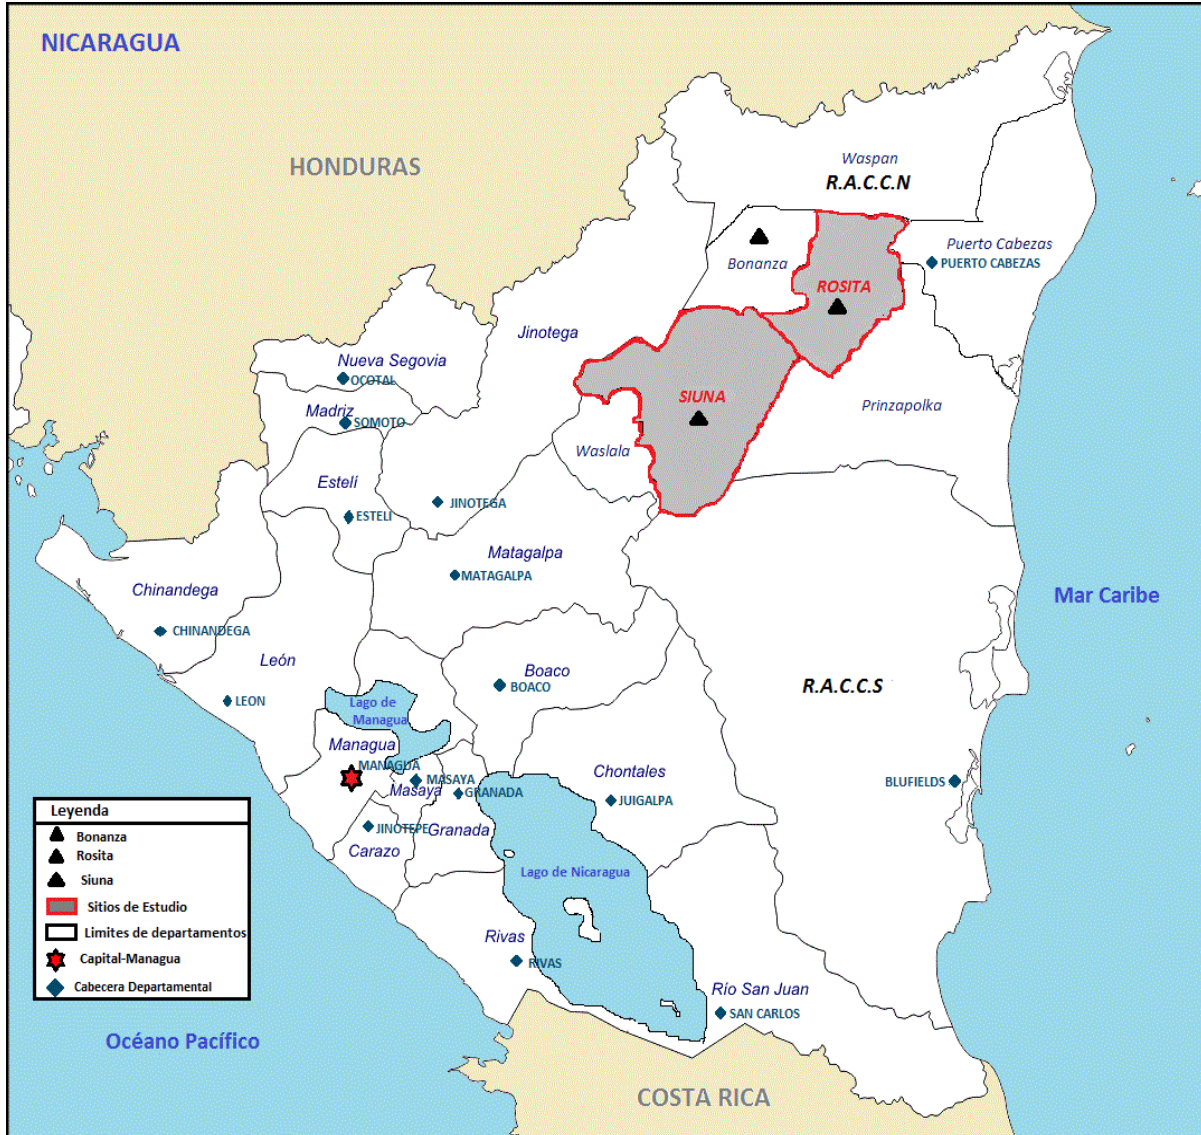 NICARAGUA
HONDURAS
Waspan
R.A.C.C.N
Puerto Cabezas
PUERTO CABEZAS
Bonanza
ROSITA
Jinotega
Nueva Segovia
OCOTAL
Madriz
SOMOTO
SIUNA
Prinzapolka
Waslala
Estelí
ESTELÍ
JINOTEGA
Matagalpa
MATAGALPA
Chinandega
CHINANDEGA
Mar Caribe
León
LEON
Boaco
BOACO
R.A.C.C.S
Lago de
Managua
Managua
MANAGUA
Masaya
MASAYA
GRANADA
Chontales
JUIGALPA
BLUFIELDS
JINOTEPE
Granada
Carazo
Lago de Nicaragua
Rivas
RIVAS
Río San Juan
SAN CARLOS
Leyenda
Bonanza
Rosita
Siuna
Sitios de Estudio
Limites de departamentos
Capital-Managua
Cabecera Departamental
Océano Pacífico
COSTA RICA